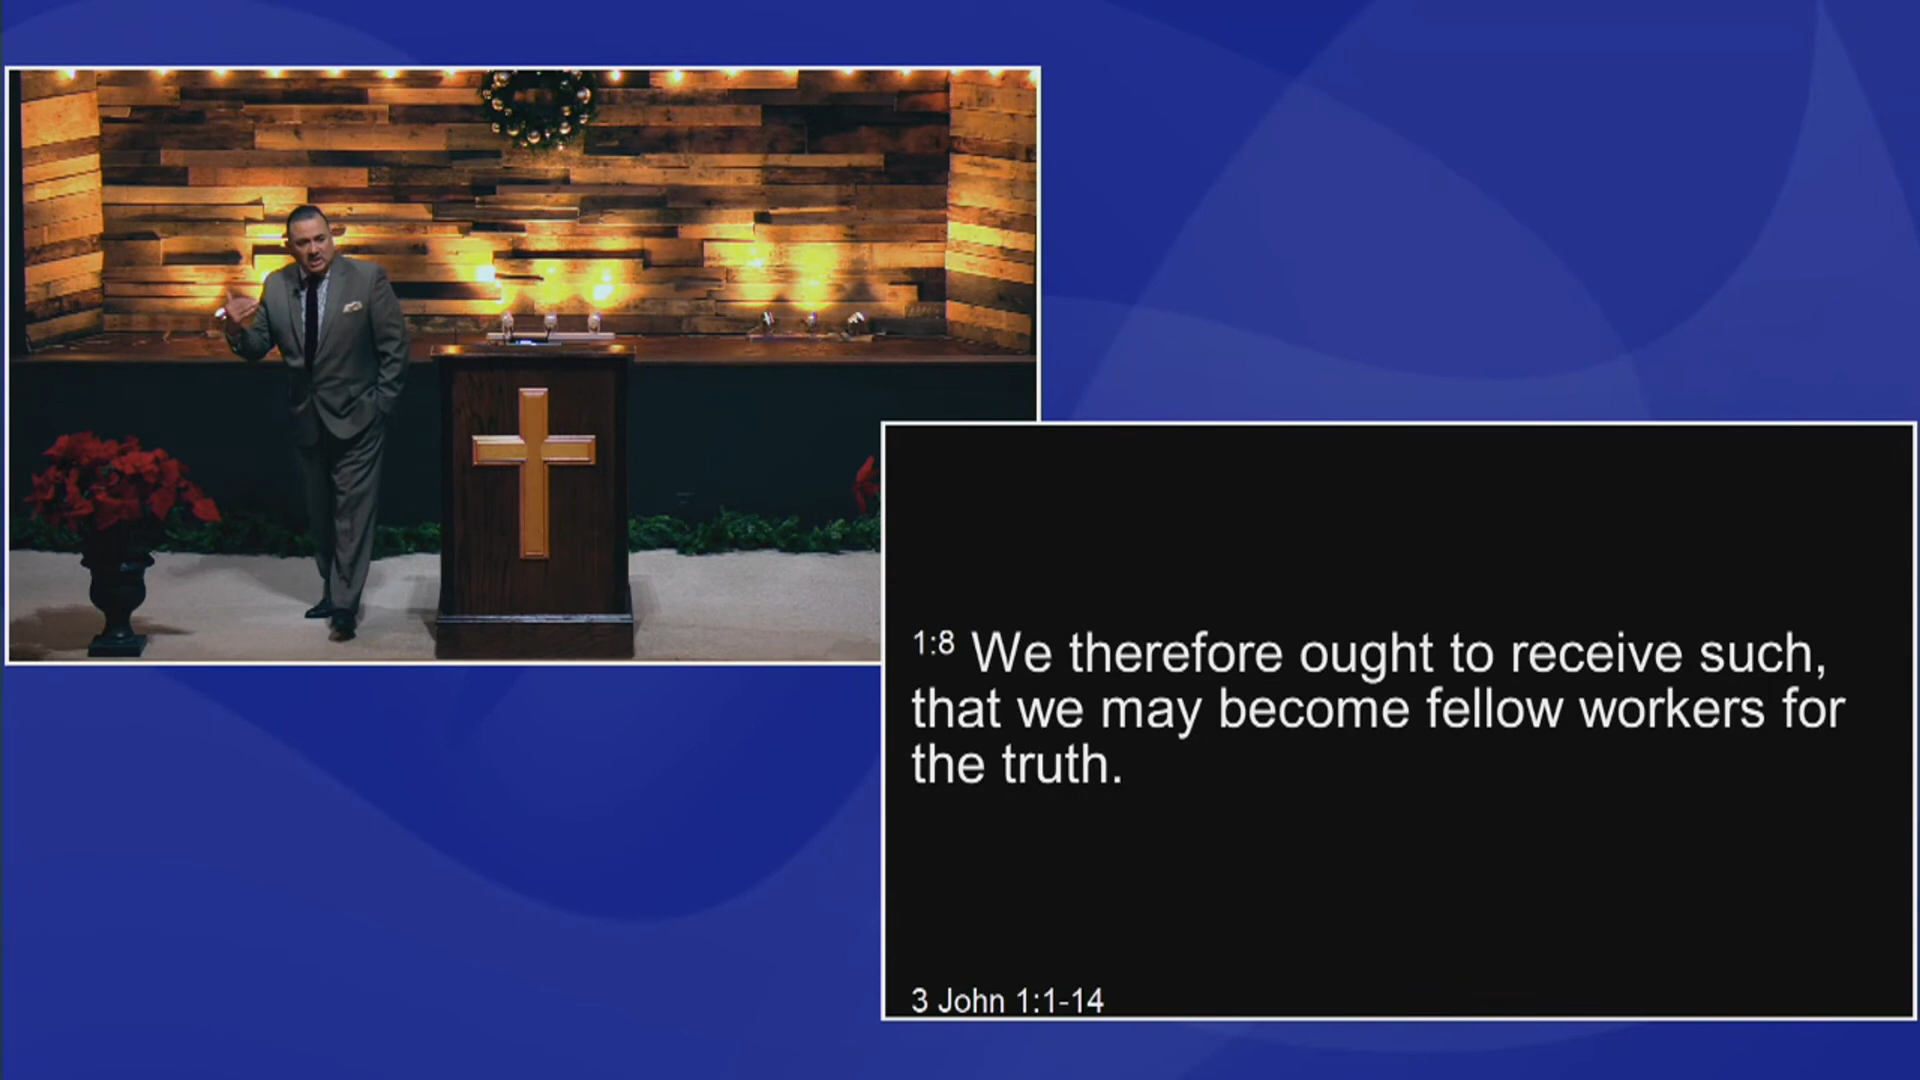 1:8 We therefore ought to receive such,
that we may become fellow workers for
the truth.
3 John 1:1-14